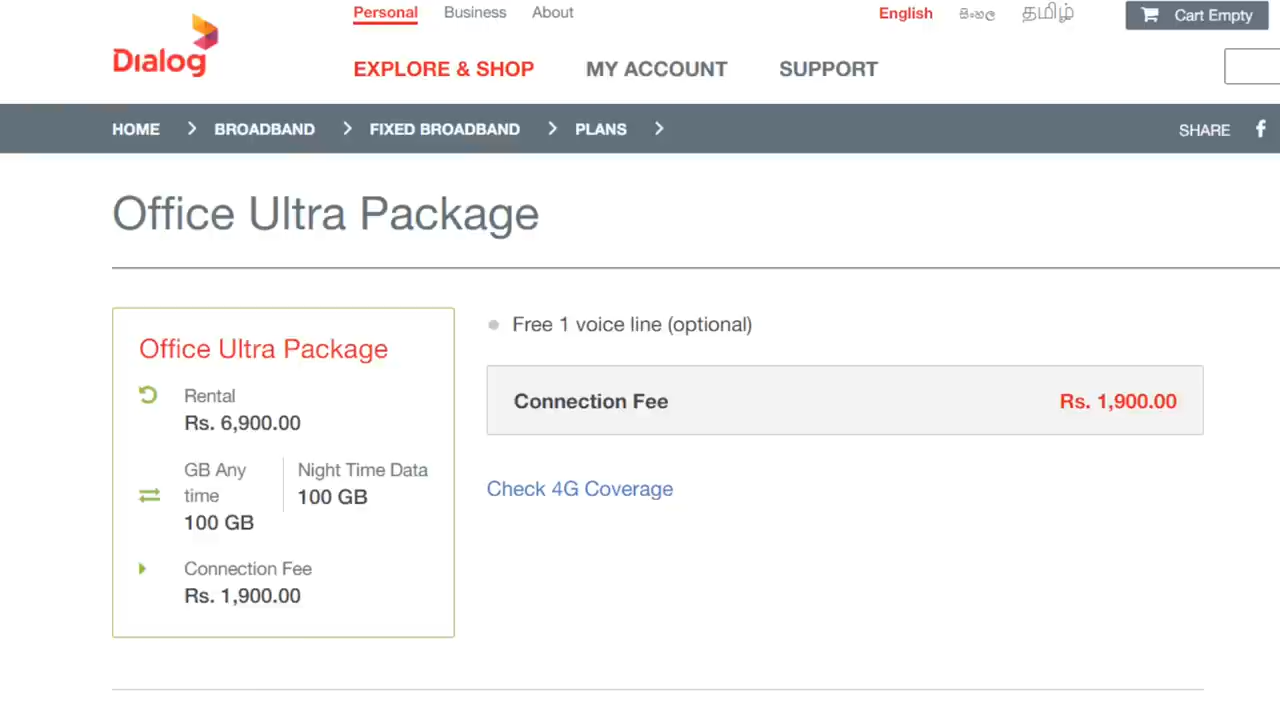 Personal Business About
English සිංහල தமிழ்
Cart Empty
Dialog
EXPLORE & SHOP MY ACCOUNT SUPPORT
HOME BROADBAND FIXED BROADBAND PLANS
SHARE f
Office Ultra Package
Office Ultra Package
Rental
Rs. 6,900.00
GB Any
time
100 GB
Night Time Data
100 GB
Connection Fee
Rs. 1,900.00
Free 1 voice line (optional)
Connection Fee Rs. 1,900.00
Check 4G Coverage